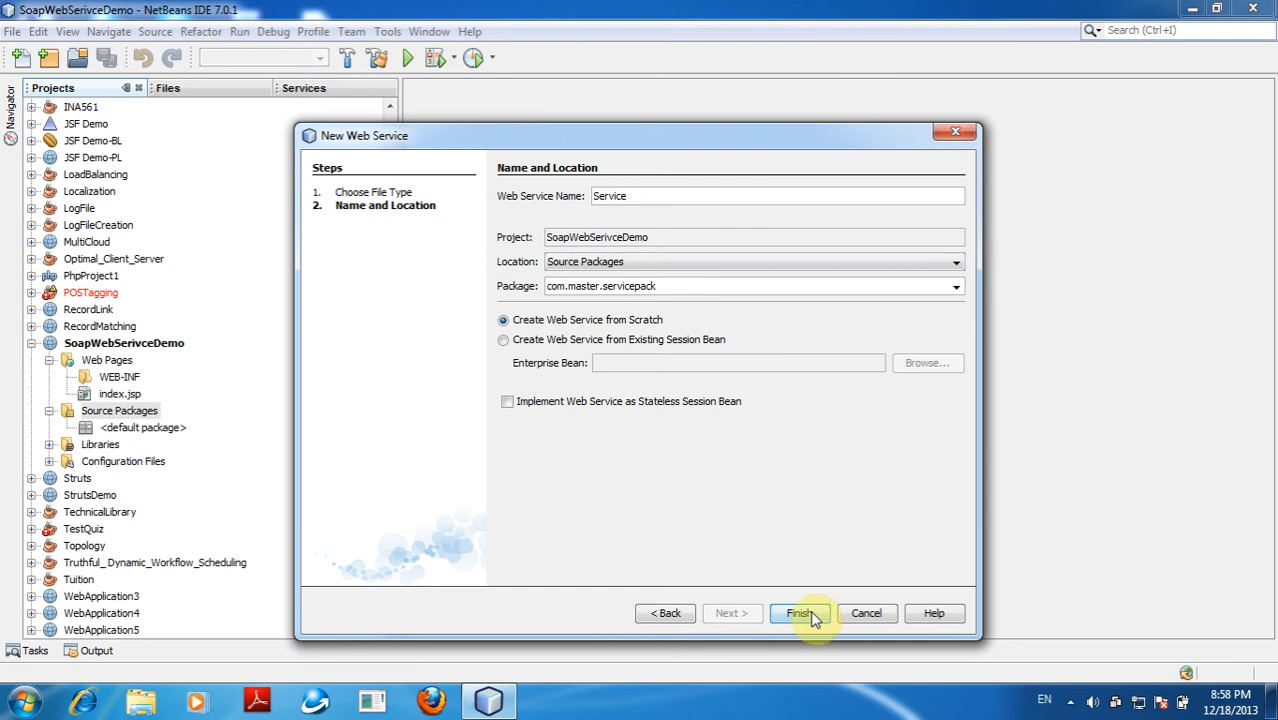 SoapWebSerivceDemo - NetBeans IDE 7.0.1
File Edit View Navigate Source Refactor Run Debug Profile Team Tools Window Help
Search (Ctrl+I)
Projects
Files
Services
Navigator
INA561
JSF Demo
JSF Demo-BL
JSF Demo-PL
LoadBalancing
Localization
LogFile
LogFileCreation
MultiCloud
Optimal_Client_Server
PhpProject1
POSTagging
RecordLink
RecordMatching
SoapWebSerivceDemo
Web Pages
WEB-INF
index.jsp
Source Packages
<default package>
Libraries
Configuration Files
Struts
StrutsDemo
TechnicalLibrary
TestQuiz
Topology
Truthful_Dynamic_Workflow_Scheduling
Tuition
WebApplication3
WebApplication4
WebApplication5
New Web Service
Steps
1. Choose File Type
2. Name and Location
Name and Location
Web Service Name: Service
Project: SoapWebSerivceDemo
Location: Source Packages
Package: com.master.servicepack
Create Web Service from Scratch
Create Web Service from Existing Session Bean
Enterprise Bean:
Browse...
Implement Web Service as Stateless Session Bean
< Back
Next >
Finish
Cancel
Help
Tasks
Output
php
EN
8:58 PM
12/18/2013